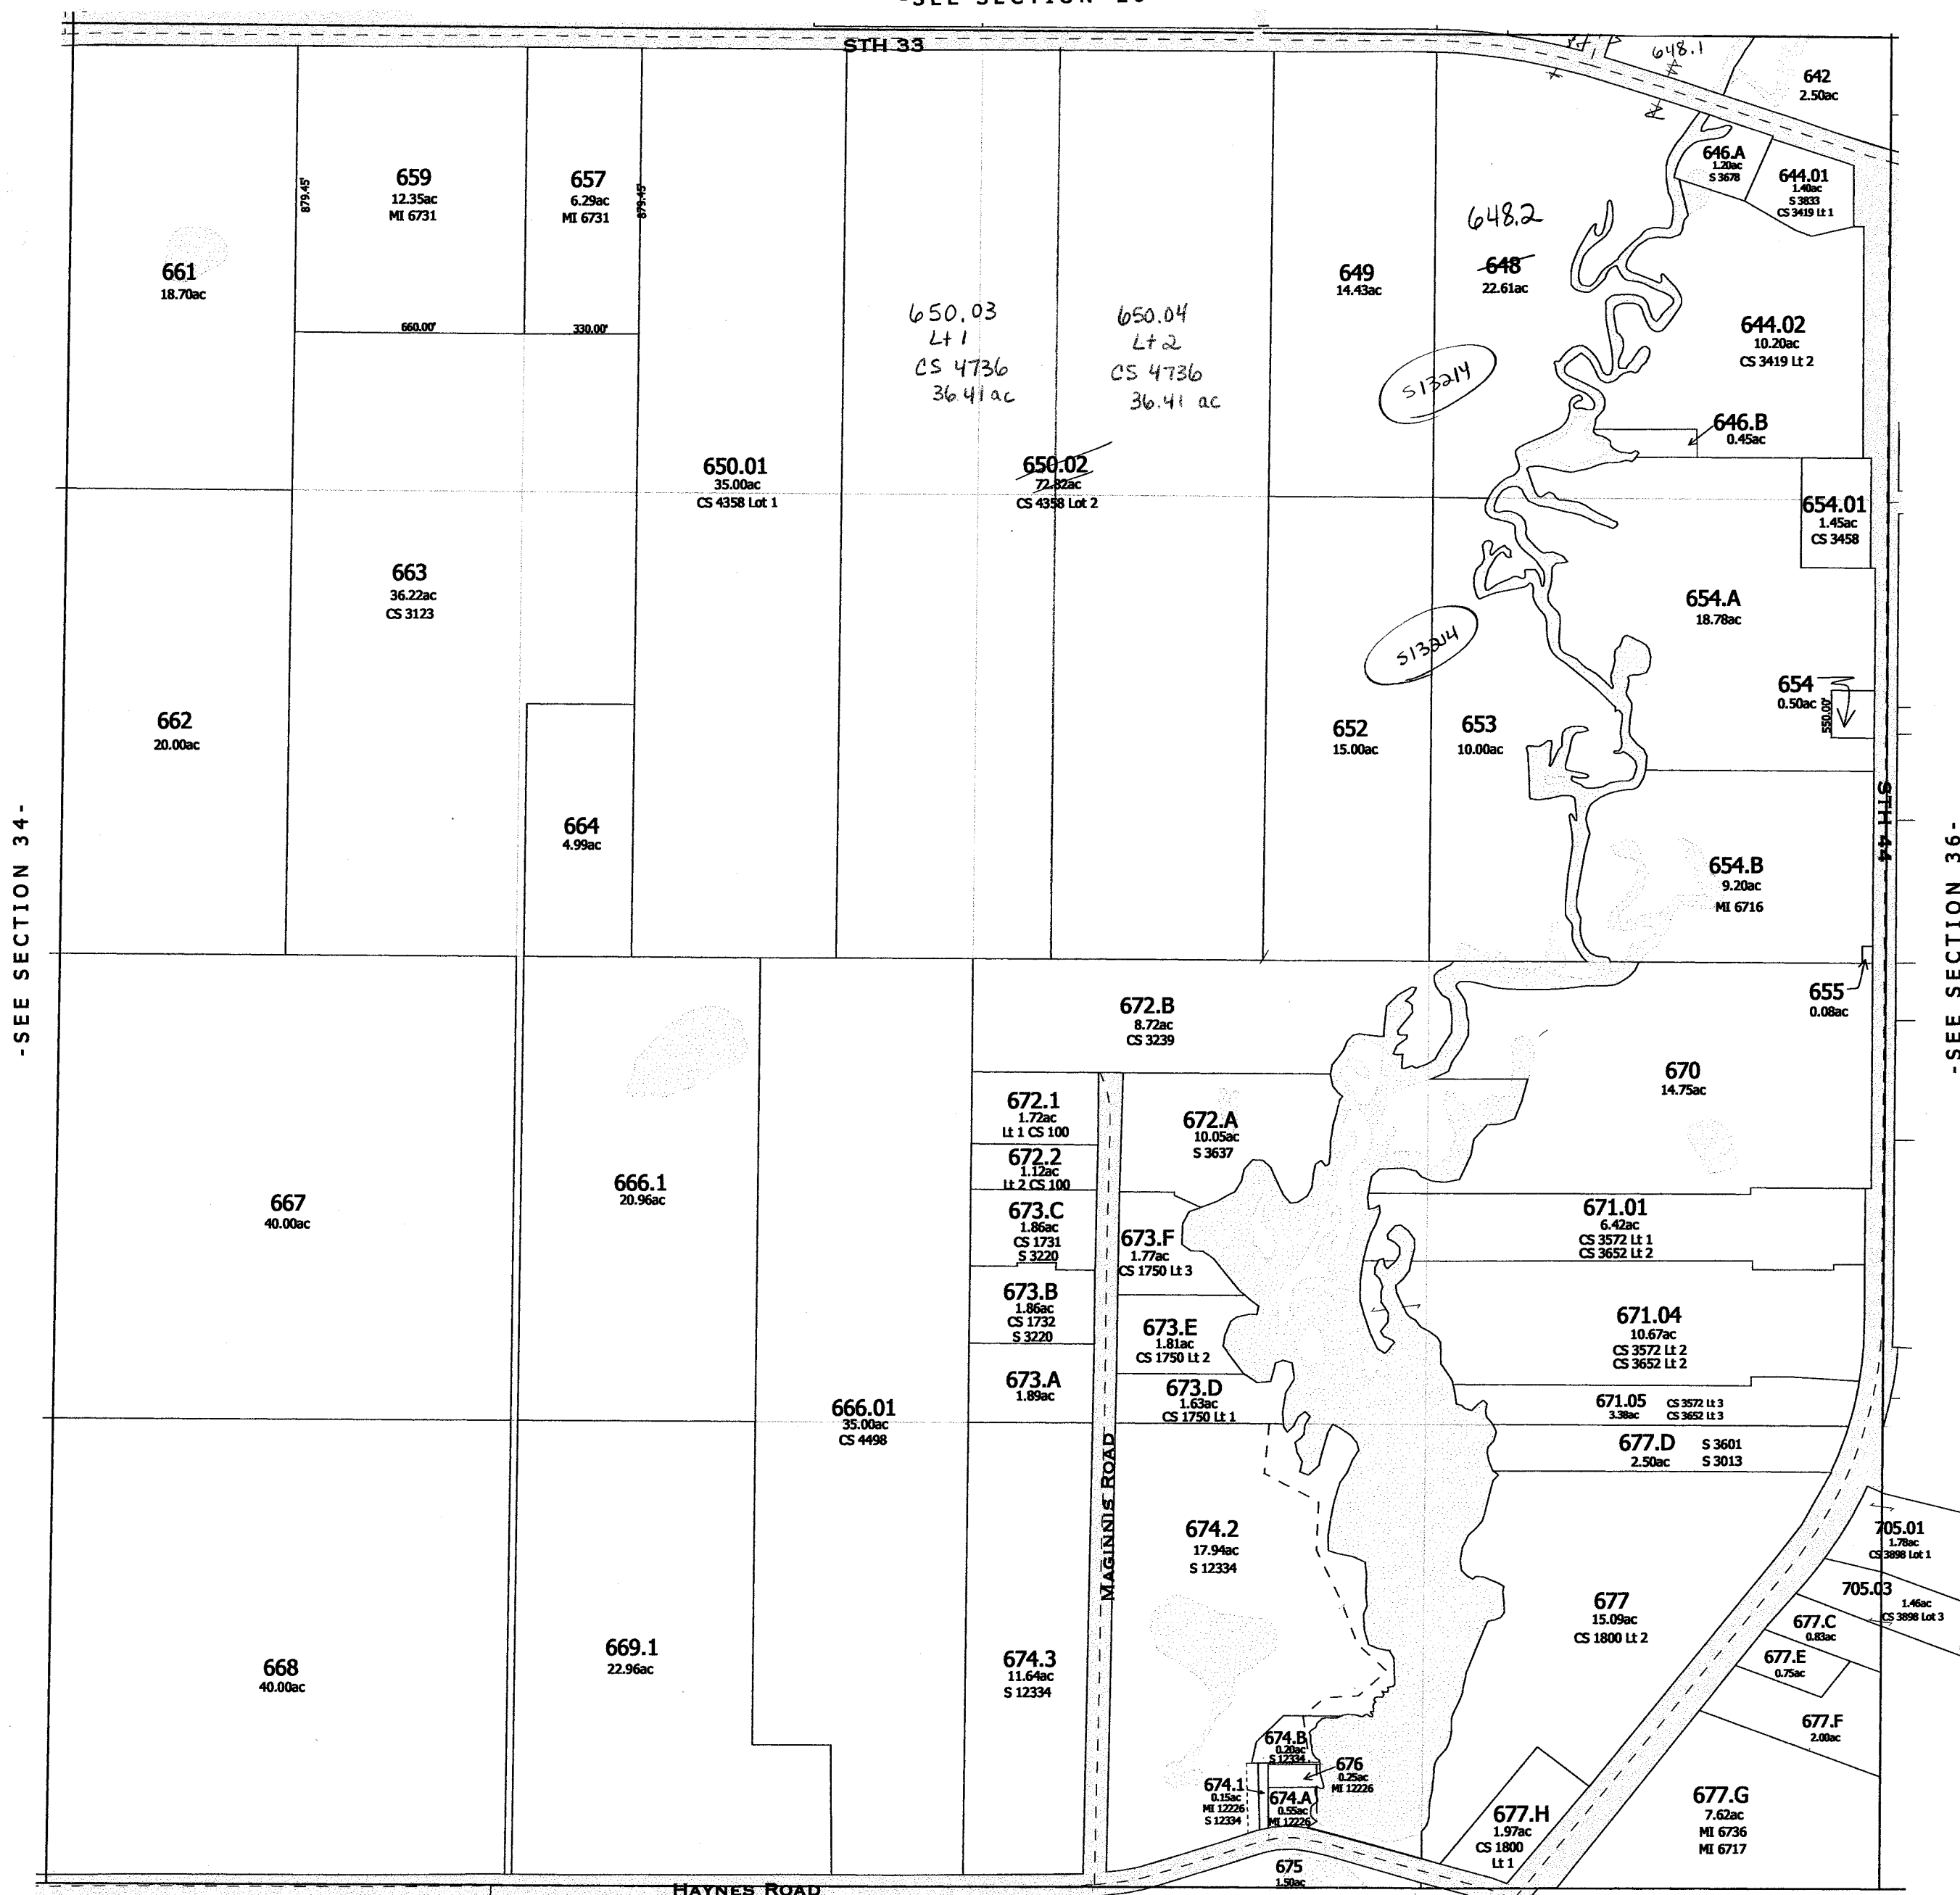 STH 33
648.1
642
2.50ac
646.A
1.20ac
S 3678
644.01
1.40ac
S 3833
CS 3419 Lt 1
659
12.35ac
MI 6731
879.45'
657
6.29ac
MI 6731
879.45'
648.2
648
22.61ac
649
14.43ac
661
18.70ac
660.00'
330.00'
650.03
Lt 1
CS 4736
36.41 ac
650.04
Lt 2
CS 4736
36.41 ac
S13214
644.02
10.20ac
CS 3419 Lt 2
646.B
0.45ac
650.01
35.00ac
CS 4358 Lot 1
650.02
72.82ac
CS 4358 Lot 2
654.01
1.45ac
CS 3458
663
36.22ac
CS 3123
654.A
18.78ac
S13214
654
0.50ac
550.00'
662
20.00ac
652
15.00ac
653
10.00ac
664
4.99ac
STH 44
654.B
9.20ac
MI 6716
-SEE SECTION 34-
-SEE SECTION 36-
655
0.08ac
672.B
8.72ac
CS 3239
670
14.75ac
672.1
1.72ac
Lt 1 CS 100
672.A
10.05ac
S 3637
672.2
1.12ac
Lt 2 CS 100
667
40.00ac
666.1
20.96ac
673.C
1.86ac
CS 1731
S 3220
673.F
1.77ac
CS 1750 Lt 3
671.01
6.42ac
CS 3572 Lt 1
CS 3652 Lt 2
673.B
1.86ac
CS 1732
S 3220
673.E
1.81ac
CS 1750 Lt 2
671.04
10.67ac
CS 3572 Lt 2
CS 3652 Lt 2
673.A
1.89ac
673.D
1.63ac
CS 1750 Lt 1
671.05
3.38ac
CS 3572 Lt 3
CS 3652 Lt 3
666.01
35.00ac
CS 4498
677.D
2.50ac
S 3601
S 3013
MAGINNIS ROAD
674.2
17.94ac
S 12334
705.01
1.78ac
CS 3898 Lot 1
705.03
1.46ac
CS 3898 Lot 3
677
15.09ac
CS 1800 Lt 2
677.C
0.83ac
677.E
0.75ac
668
40.00ac
669.1
22.96ac
674.3
11.64ac
S 12334
677.F
2.00ac
674.B
0.20ac
S 12334
676
0.25ac
MI 12226
674.1
0.15ac
MI 12226
S 12334
674.A
0.55ac
MI 12226
677.H
1.97ac
CS 1800
Lt 1
677.G
7.62ac
MI 6736
MI 6717
675
1.50ac
HAYNES ROAD